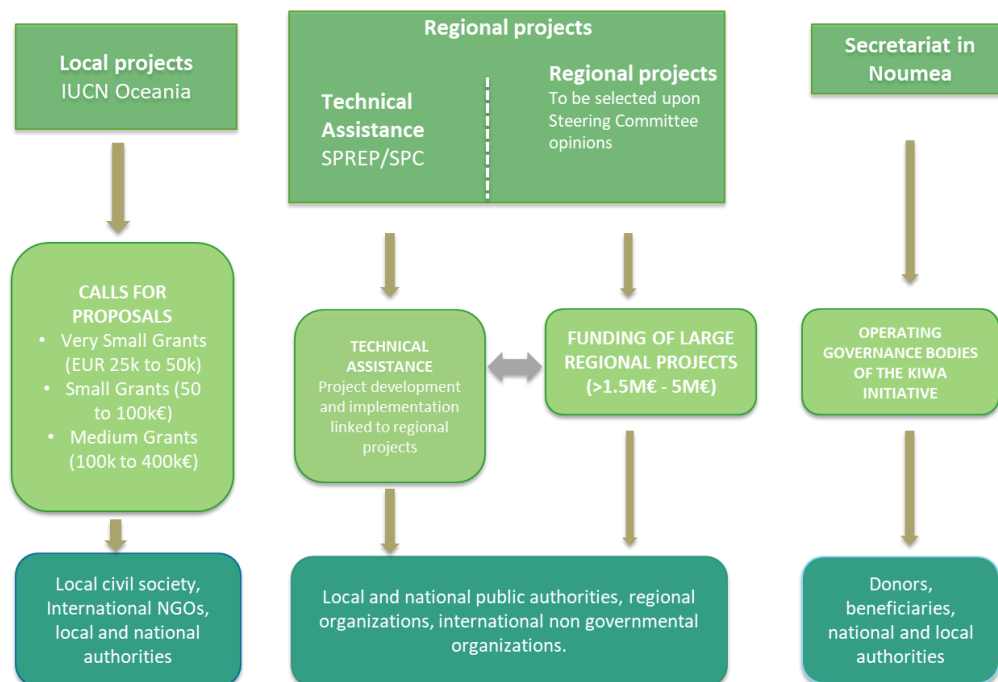 Local projects
IUCN Oceania
Regional projects
Technical
Assistance
SPREP/SPC
Regional projects
To be selected upon
Steering Committee
opinions
Secretariat in
Noumea
CALLS FOR
PROPOSALS
• Very Small Grants
(EUR 25k to 50k)
• Small Grants (50
to 100k€)
• Medium Grants
(100k to 400k€)
TECHNICAL
ASSISTANCE
Project development
and implementation
linked to regional
projects
FUNDING OF LARGE
REGIONAL PROJECTS
(>1.5M€ - 5M€)
OPERATING
GOVERNANCE BODIES
OF THE KIWA
INITIATIVE
Local civil society,
International NGOs,
local and national
authorities
Local and national public authorities, regional
organizations, international non governmental
organizations.
Donors,
beneficiaries,
national and local
authorities